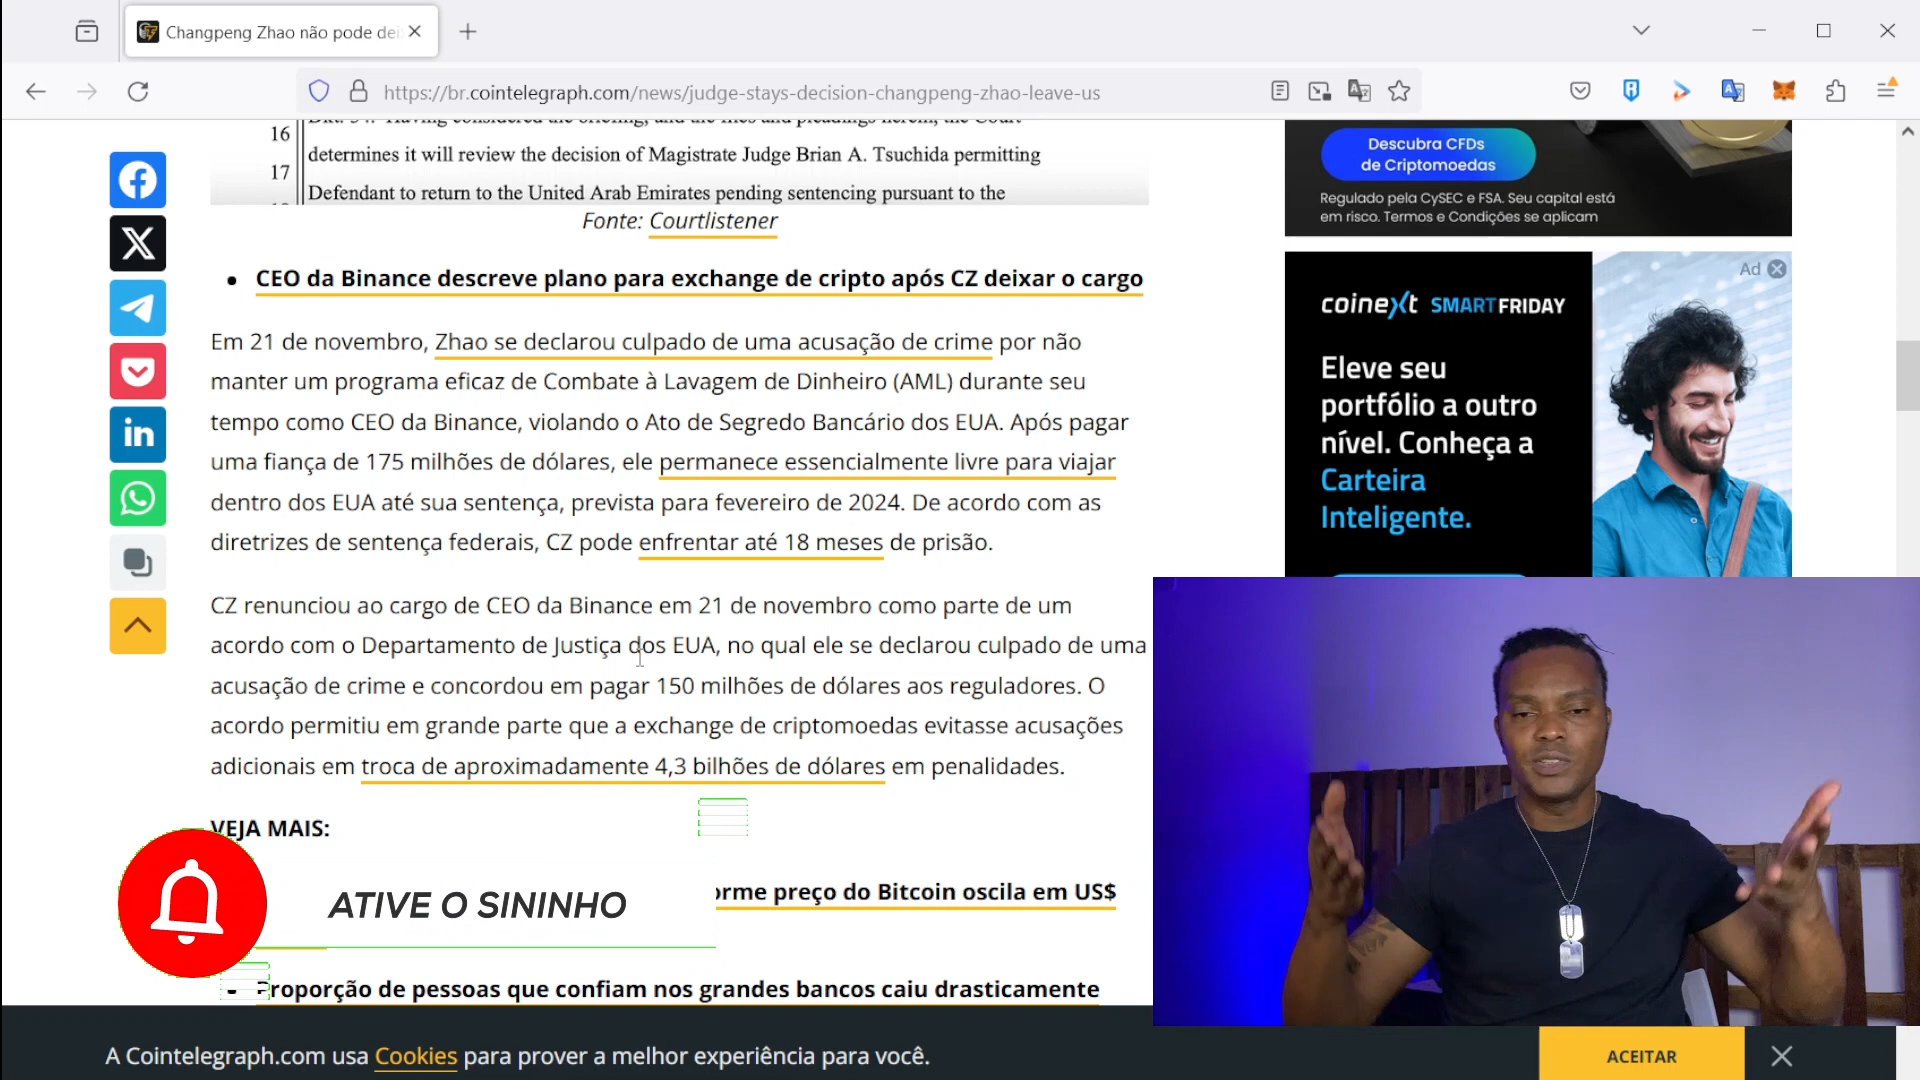 Changpeng Zhao não pode dei
https://br.cointelegraph.com/news/judge-stays-decision-changpeng-zhao-leave-us
16
determines it will review the decision of Magistrate Judge Brian A. Tsuchida permitting
17
Defendant to return to the United Arab Emirates pending sentencing pursuant to the
Fonte: Courtlistener
• CEO da Binance descreve plano para exchange de cripto após CZ deixar o cargo
Em 21 de novembro, Zhao se declarou culpado de uma acusação de crime por não
manter um programa eficaz de Combate à Lavagem de Dinheiro (AML) durante seu
tempo como CEO da Binance, violando o Ato de Segredo Bancário dos EUA. Após pagar
uma fiança de 175 milhões de dólares, ele permanece essencialmente livre para viajar
dentro dos EUA até sua sentença, prevista para fevereiro de 2024. De acordo com as
diretrizes de sentença federais, CZ pode enfrentar até 18 meses de prisão.
CZ renunciou ao cargo de CEO da Binance em 21 de novembro como parte de um
acordo com o Departamento de Justiça dos EUA, no qual ele se declarou culpado de uma
acusação de crime e concordou em pagar 150 milhões de dólares aos reguladores. O
acordo permitiu em grande parte que a exchange de criptomoedas evitasse acusações
adicionais em troca de aproximadamente 4,3 bilhões de dólares em penalidades.
VEJA MAIS:
orme preço do Bitcoin oscila em US$
ATIVE O SININHO
Proporção de pessoas que confiam nos grandes bancos caiu drasticamente
A Cointelegraph.com usa Cookies para prover a melhor experiência para você.
ACEITAR
Descubra CFDs
de Criptomoedas
Regulado pela CySEC e FSA. Seu capital está
em risco. Termos e Condições se aplicam
Ad
coinext SMARTFRIDAY
Eleve seu
portfólio a outro
nível. Conheça a
Carteira
Inteligente.